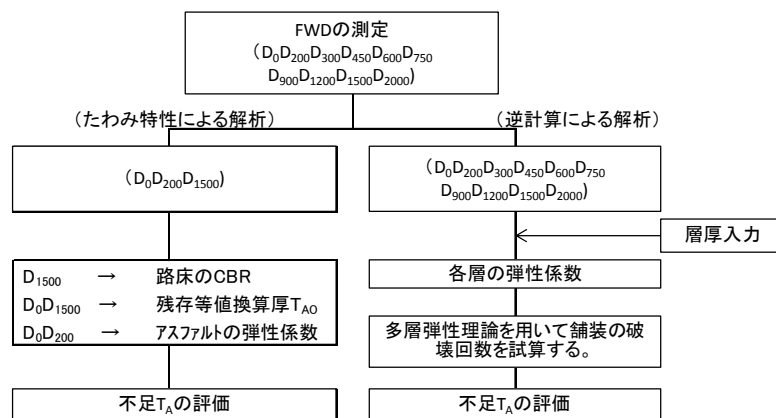 FWDの測定
（D0D200D300D450D600D750
D900D1200D1500D2000)
（たわみ特性による解析）
（逆計算による解析）
（D0D200D1500)
（D0D200D300D450D600D750
D900D1200D1500D2000)
層厚入力
D1500 → 路床のCBR
D0D1500 → 残存等値換算厚TAO
D0D200 → アスファルトの弾性係数
各層の弾性係数
多層弾性理論を用いて舗装の破
壊回数を試算する。
不足TAの評価
不足TAの評価